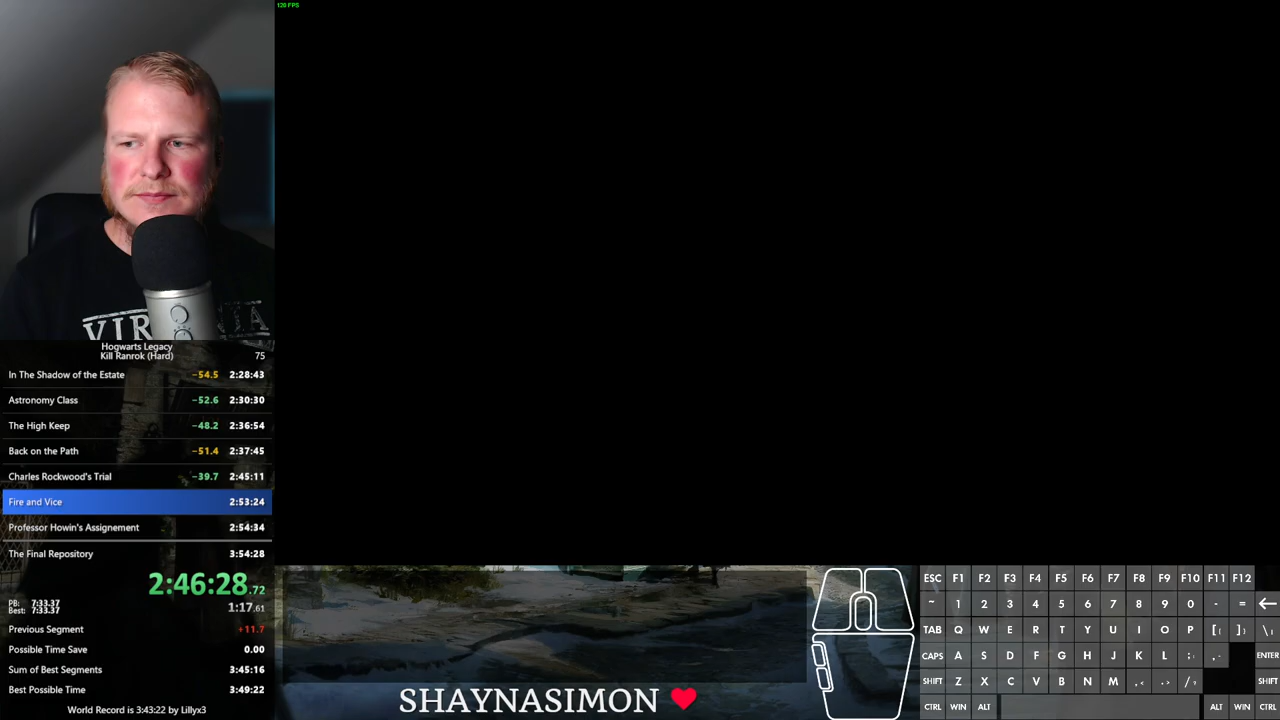 120 FPS
VIR
Hogwarts Legacy
Kill Ranrok (Hard) 75
In The Shadow of the Estate -54.5 2:28:43
Astronomy Class -52.6 2:30:30
The High Keep -48.2 2:36:54
Back on the Path -51.4 2:37:45
Charles Rockwood's Trial -39.7 2:45:11
Fire and Vice 2:53:24
Professor Howin's Assignement 2:54:34
The Final Repository 3:54:28
2:46:28.72
PB: 7:33.37
Best: 7:33.37
1:17.61
Previous Segment +11.7
Possible Time Save 0.00
Sum of Best Segments 3:45:16
Best Possible Time 3:49:22
World Record is 3:43:22 by Lillyx3
SHAYNASIMON
ESC F1 F2 F3 F4 F5 F6 F7 F8 F9 F10 F11 F12
~ 1 2 3 4 5 6 7 8 9 0 - =
TAB Q W E R T Y U I O P [{ ]} \|
CAPS A S D F G H J K L ;: ENTER
SHIFT Z X C V B N M ,< .> /? SHIFT
CTRL WIN ALT ALT WIN CTRL